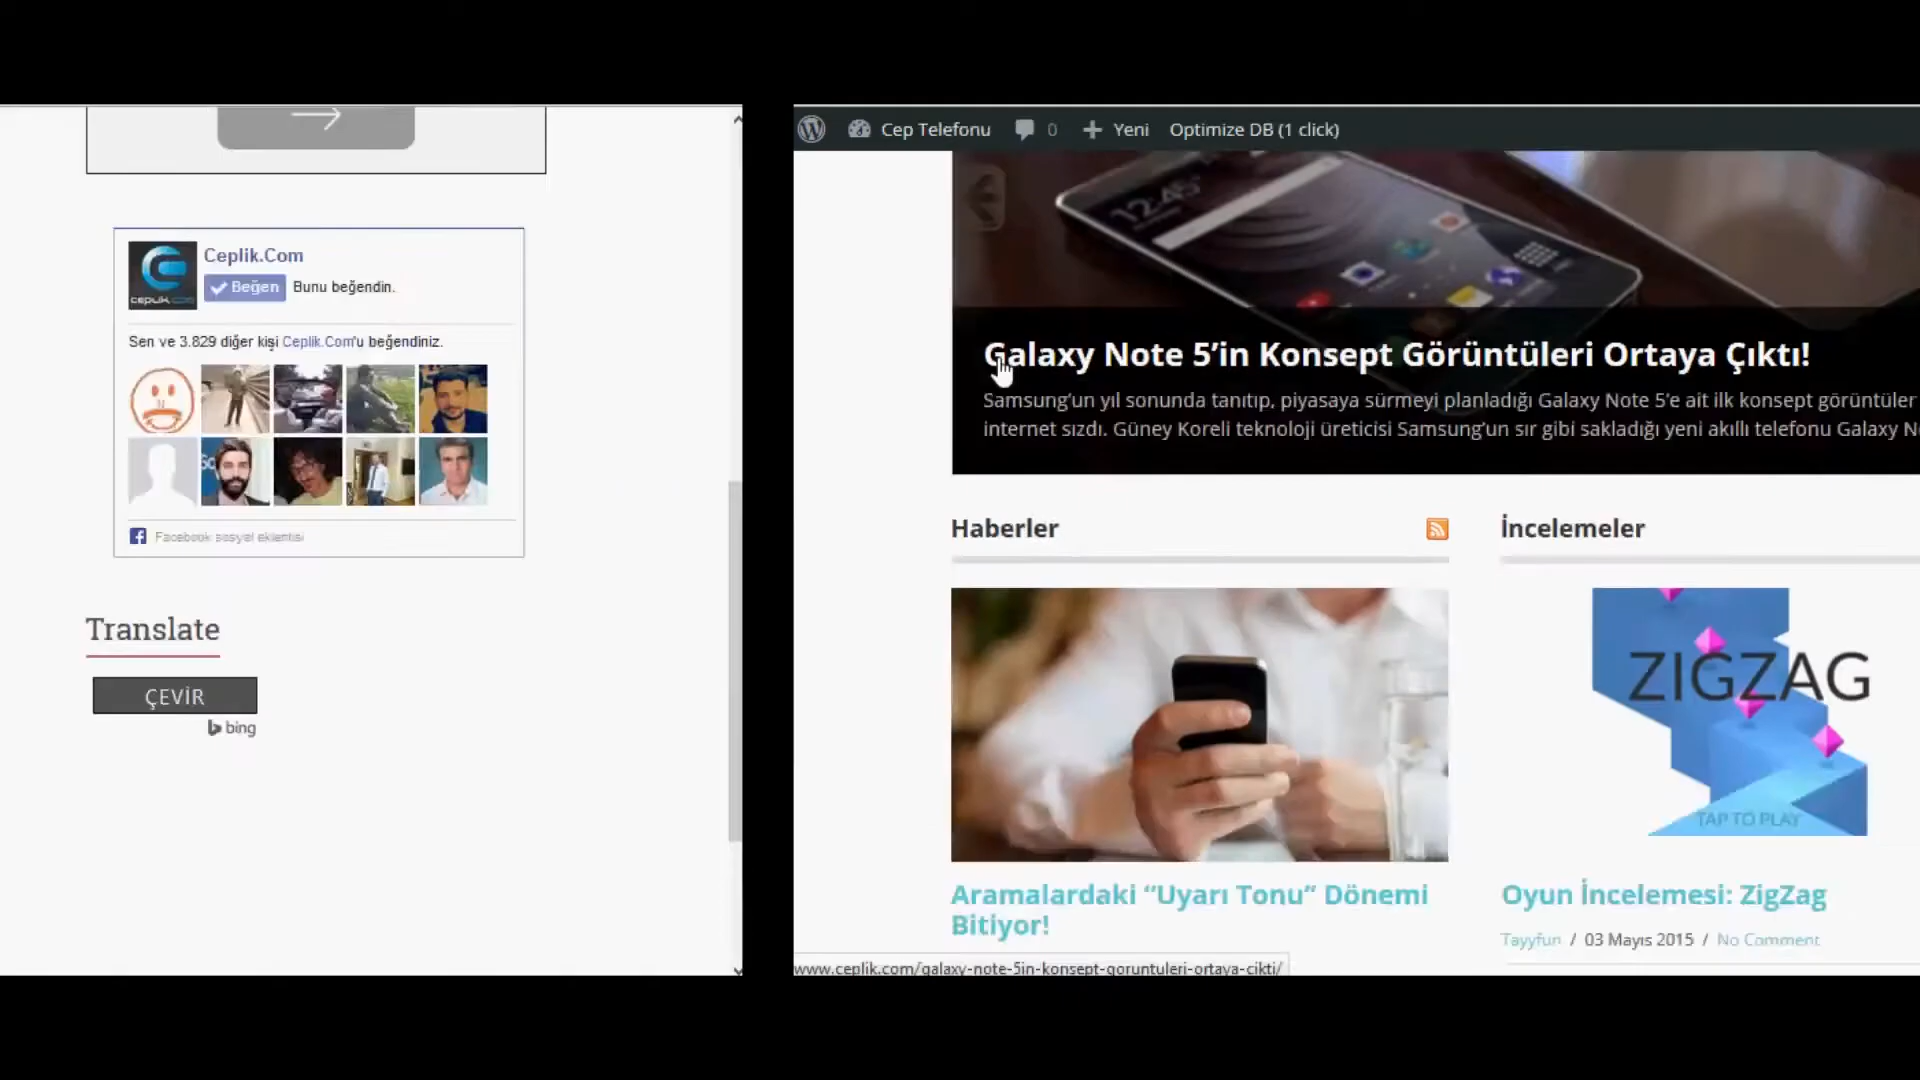 Ceplik.Com
Beğen Bunu beğendin.
Sen ve 3.829 diğer kişi Ceplik.Com'u beğendiniz.
Facebook sosyal eklentisi
Translate
ÇEVİR
bing
Cep Telefonu 0 Yeni Optimize DB (1 click)
12:45
Galaxy Note 5’in Konsept Görüntüleri Ortaya Çıktı!
Samsung’un yıl sonunda tanıtıp, piyasaya sürmeyi planladığı Galaxy Note 5’e ait ilk konsept görüntüler
internet sızdı. Güney Koreli teknoloji üreticisi Samsung’un sır gibi sakladığı yeni akıllı telefonu Galaxy
Haberler
İncelemeler
ZIGZAG
TAP TO PLAY
Aramalardaki “Uyarı Tonu” Dönemi
Bitiyor!
Oyun İncelemesi: ZigZag
Tayyfun / 03 Mayıs 2015 / No Comment
www.ceplik.com/galaxy-note-5in-konsept-goruntuleri-ortaya-cikti/